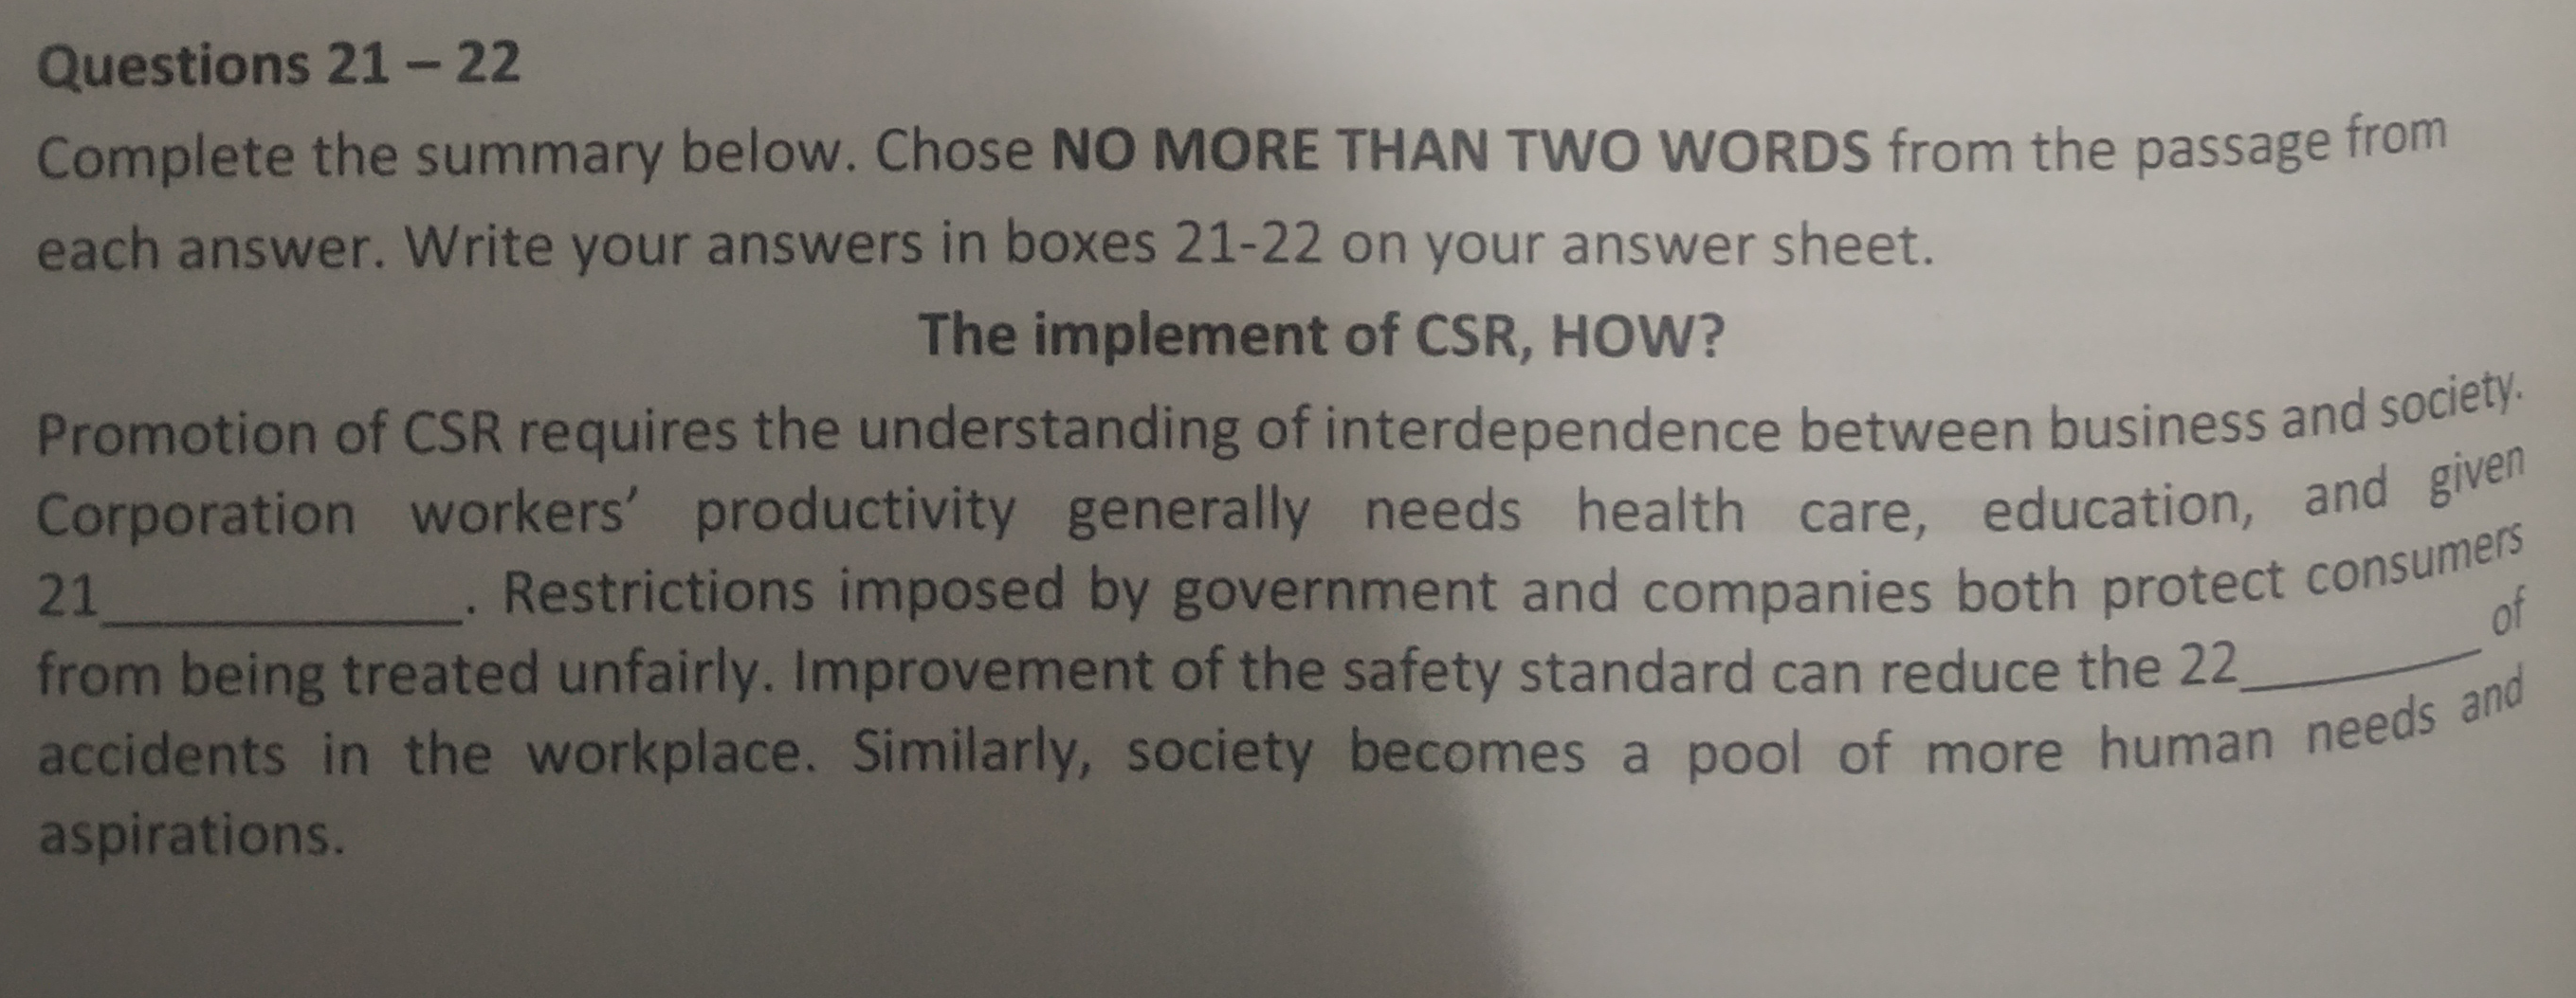 Questions 21 – 22
Complete the summary below. Chose NO MORE THAN TWO WORDS from the passage from
each answer. Write your answers in boxes 21-22 on your answer sheet.
The implement of CSR, HOW?
Promotion of CSR requires the understanding of interdependence between business and society.
Corporation workers’ productivity generally needs health care, education, and given
21____________. Restrictions imposed by government and companies both protect consumers
from being treated unfairly. Improvement of the safety standard can reduce the 22________ of
accidents in the workplace. Similarly, society becomes a pool of more human needs and
aspirations.